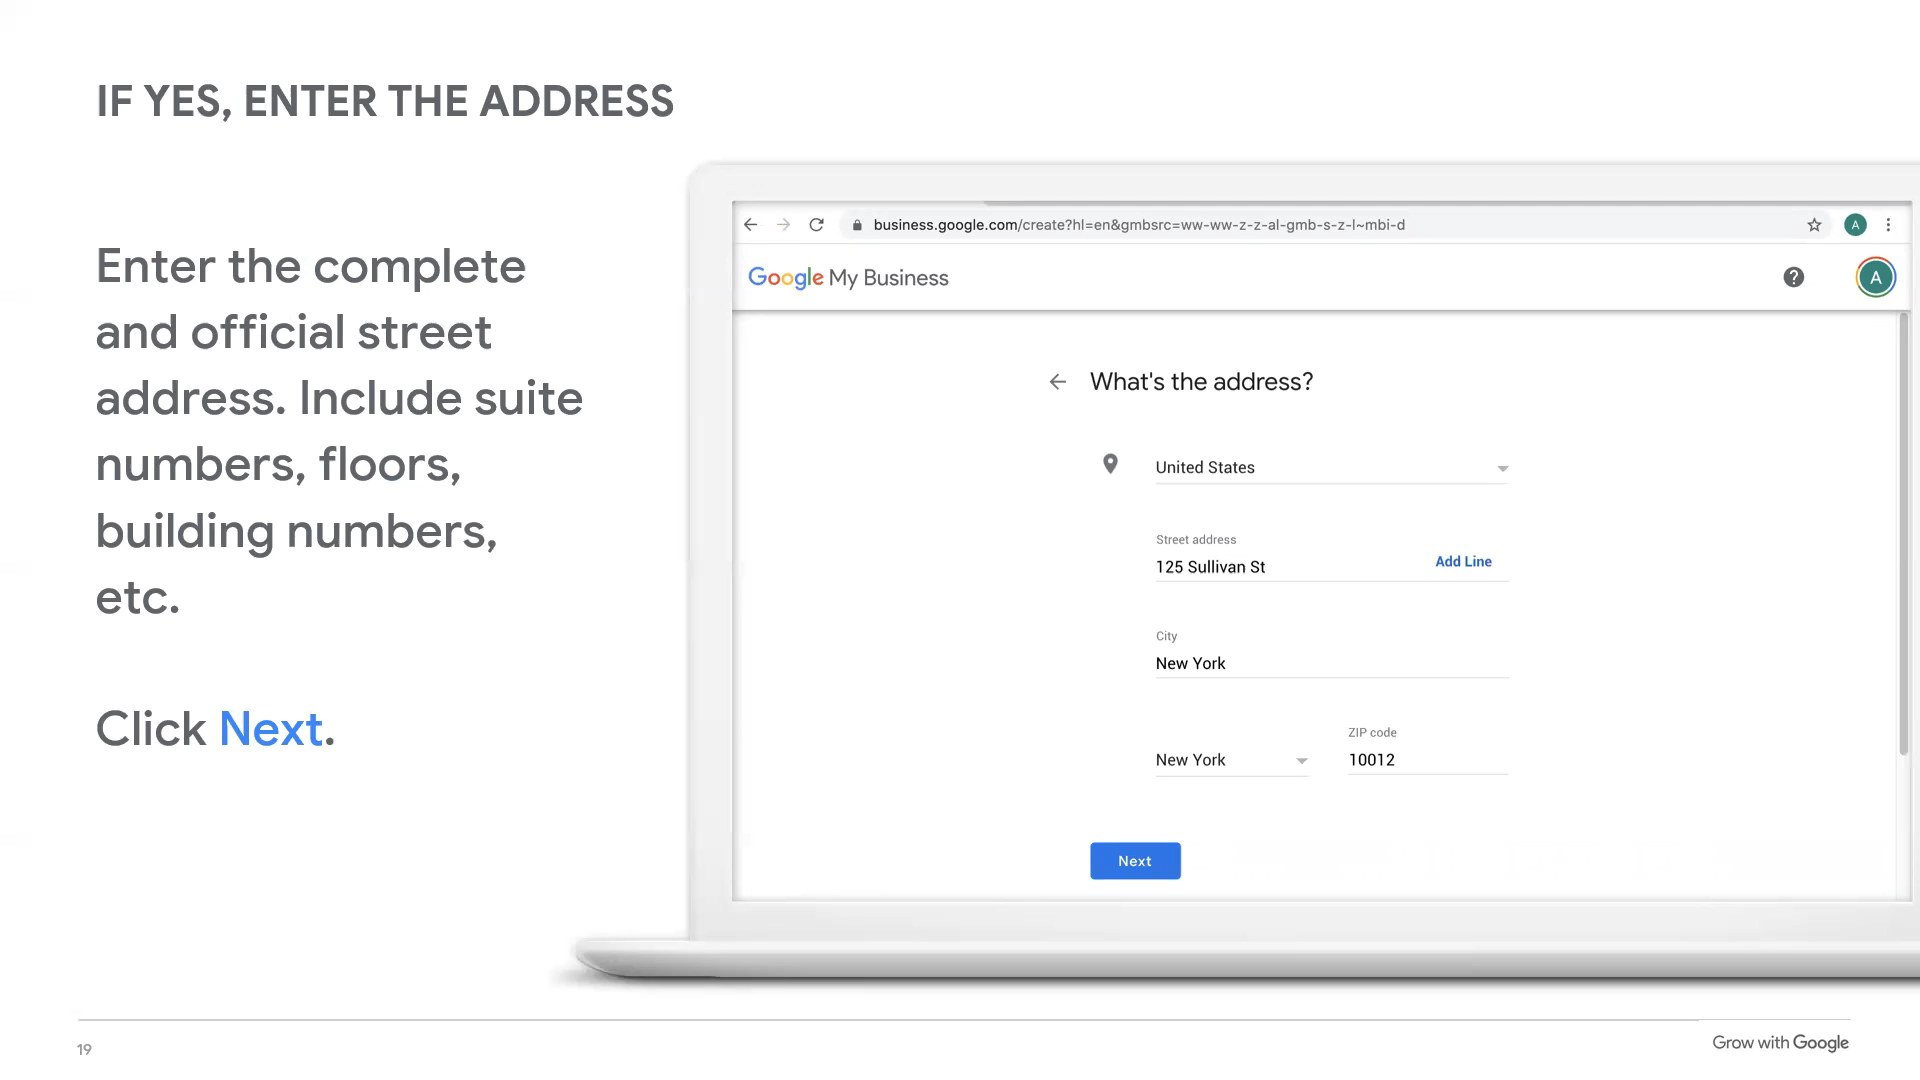 IF YES, ENTER THE ADDRESS
Enter the complete
and official street
address. Include suite
numbers, floors,
building numbers,
etc.
Click Next.
business.google.com/create?hl=en&gmbsrc=ww-ww-z-z-al-gmb-s-z-l~mbi-d
A
Google My Business
?
A
What's the address?
United States
Street address
125 Sullivan St
Add Line
City
New York
ZIP code
New York
10012
Next
19
Grow with Google